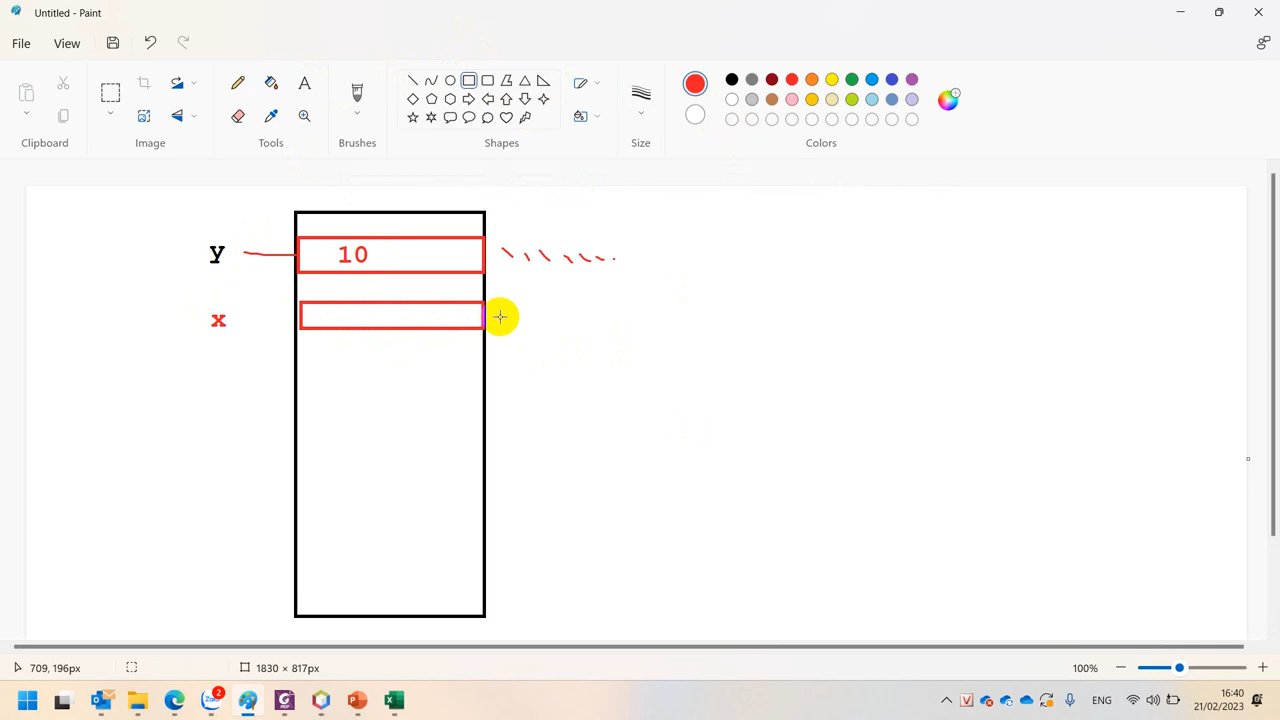 Untitled - Paint
File View
Clipboard Image Tools Brushes Shapes Size Colors
y 10
x
709, 196px 1830 × 817px 100%
2
ENG 16:40
21/02/2023